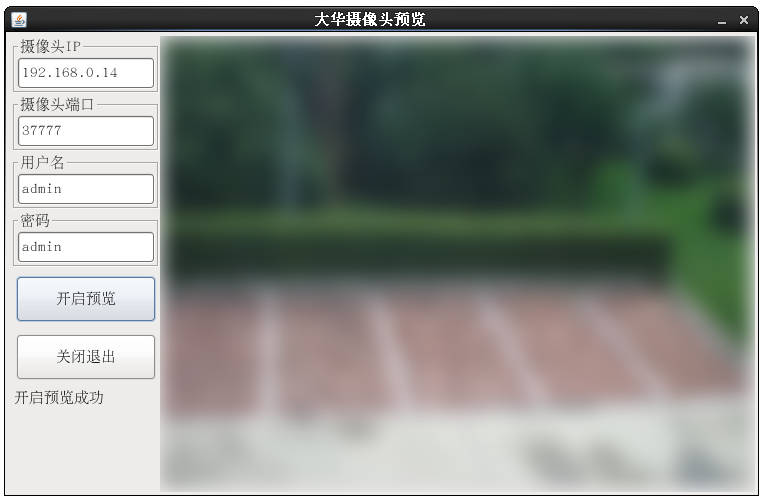 大华摄像头预览
摄像头IP
192.168.0.14
摄像头端口
37777
用户名
admin
密码
admin
开启预览
关闭退出
开启预览成功